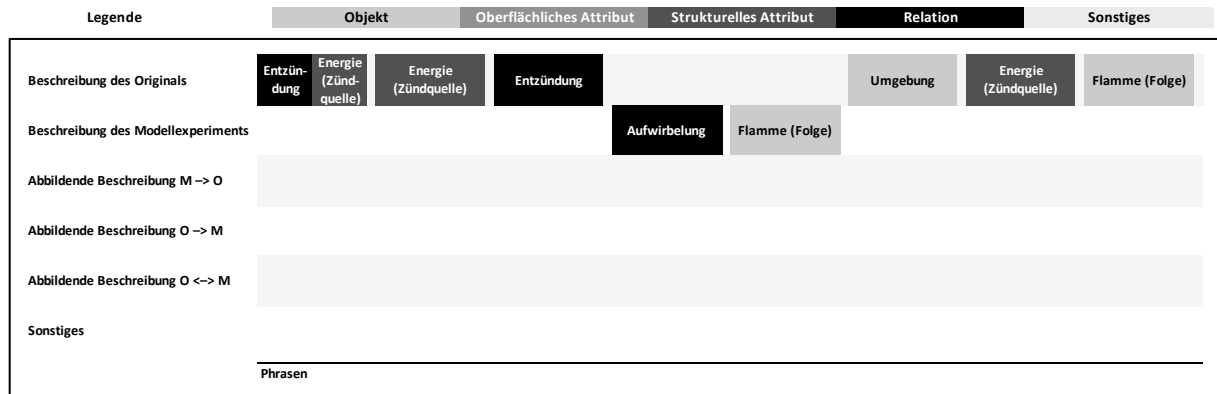 Legende Objekt Oberflächliches Attribut Strukturelles Attribut Relation Sonstiges
Beschreibung des Originals
Entzün-
dung
Energie
(Zünd-
quelle)
Energie
(Zündquelle)
Entzündung
Umgebung
Energie
(Zündquelle)
Flamme (Folge)
Beschreibung des Modellexperiments
Aufwirbelung
Flamme (Folge)
Abbildende Beschreibung M –> O
Abbildende Beschreibung O –> M
Abbildende Beschreibung O <–> M
Sonstiges
Phrasen